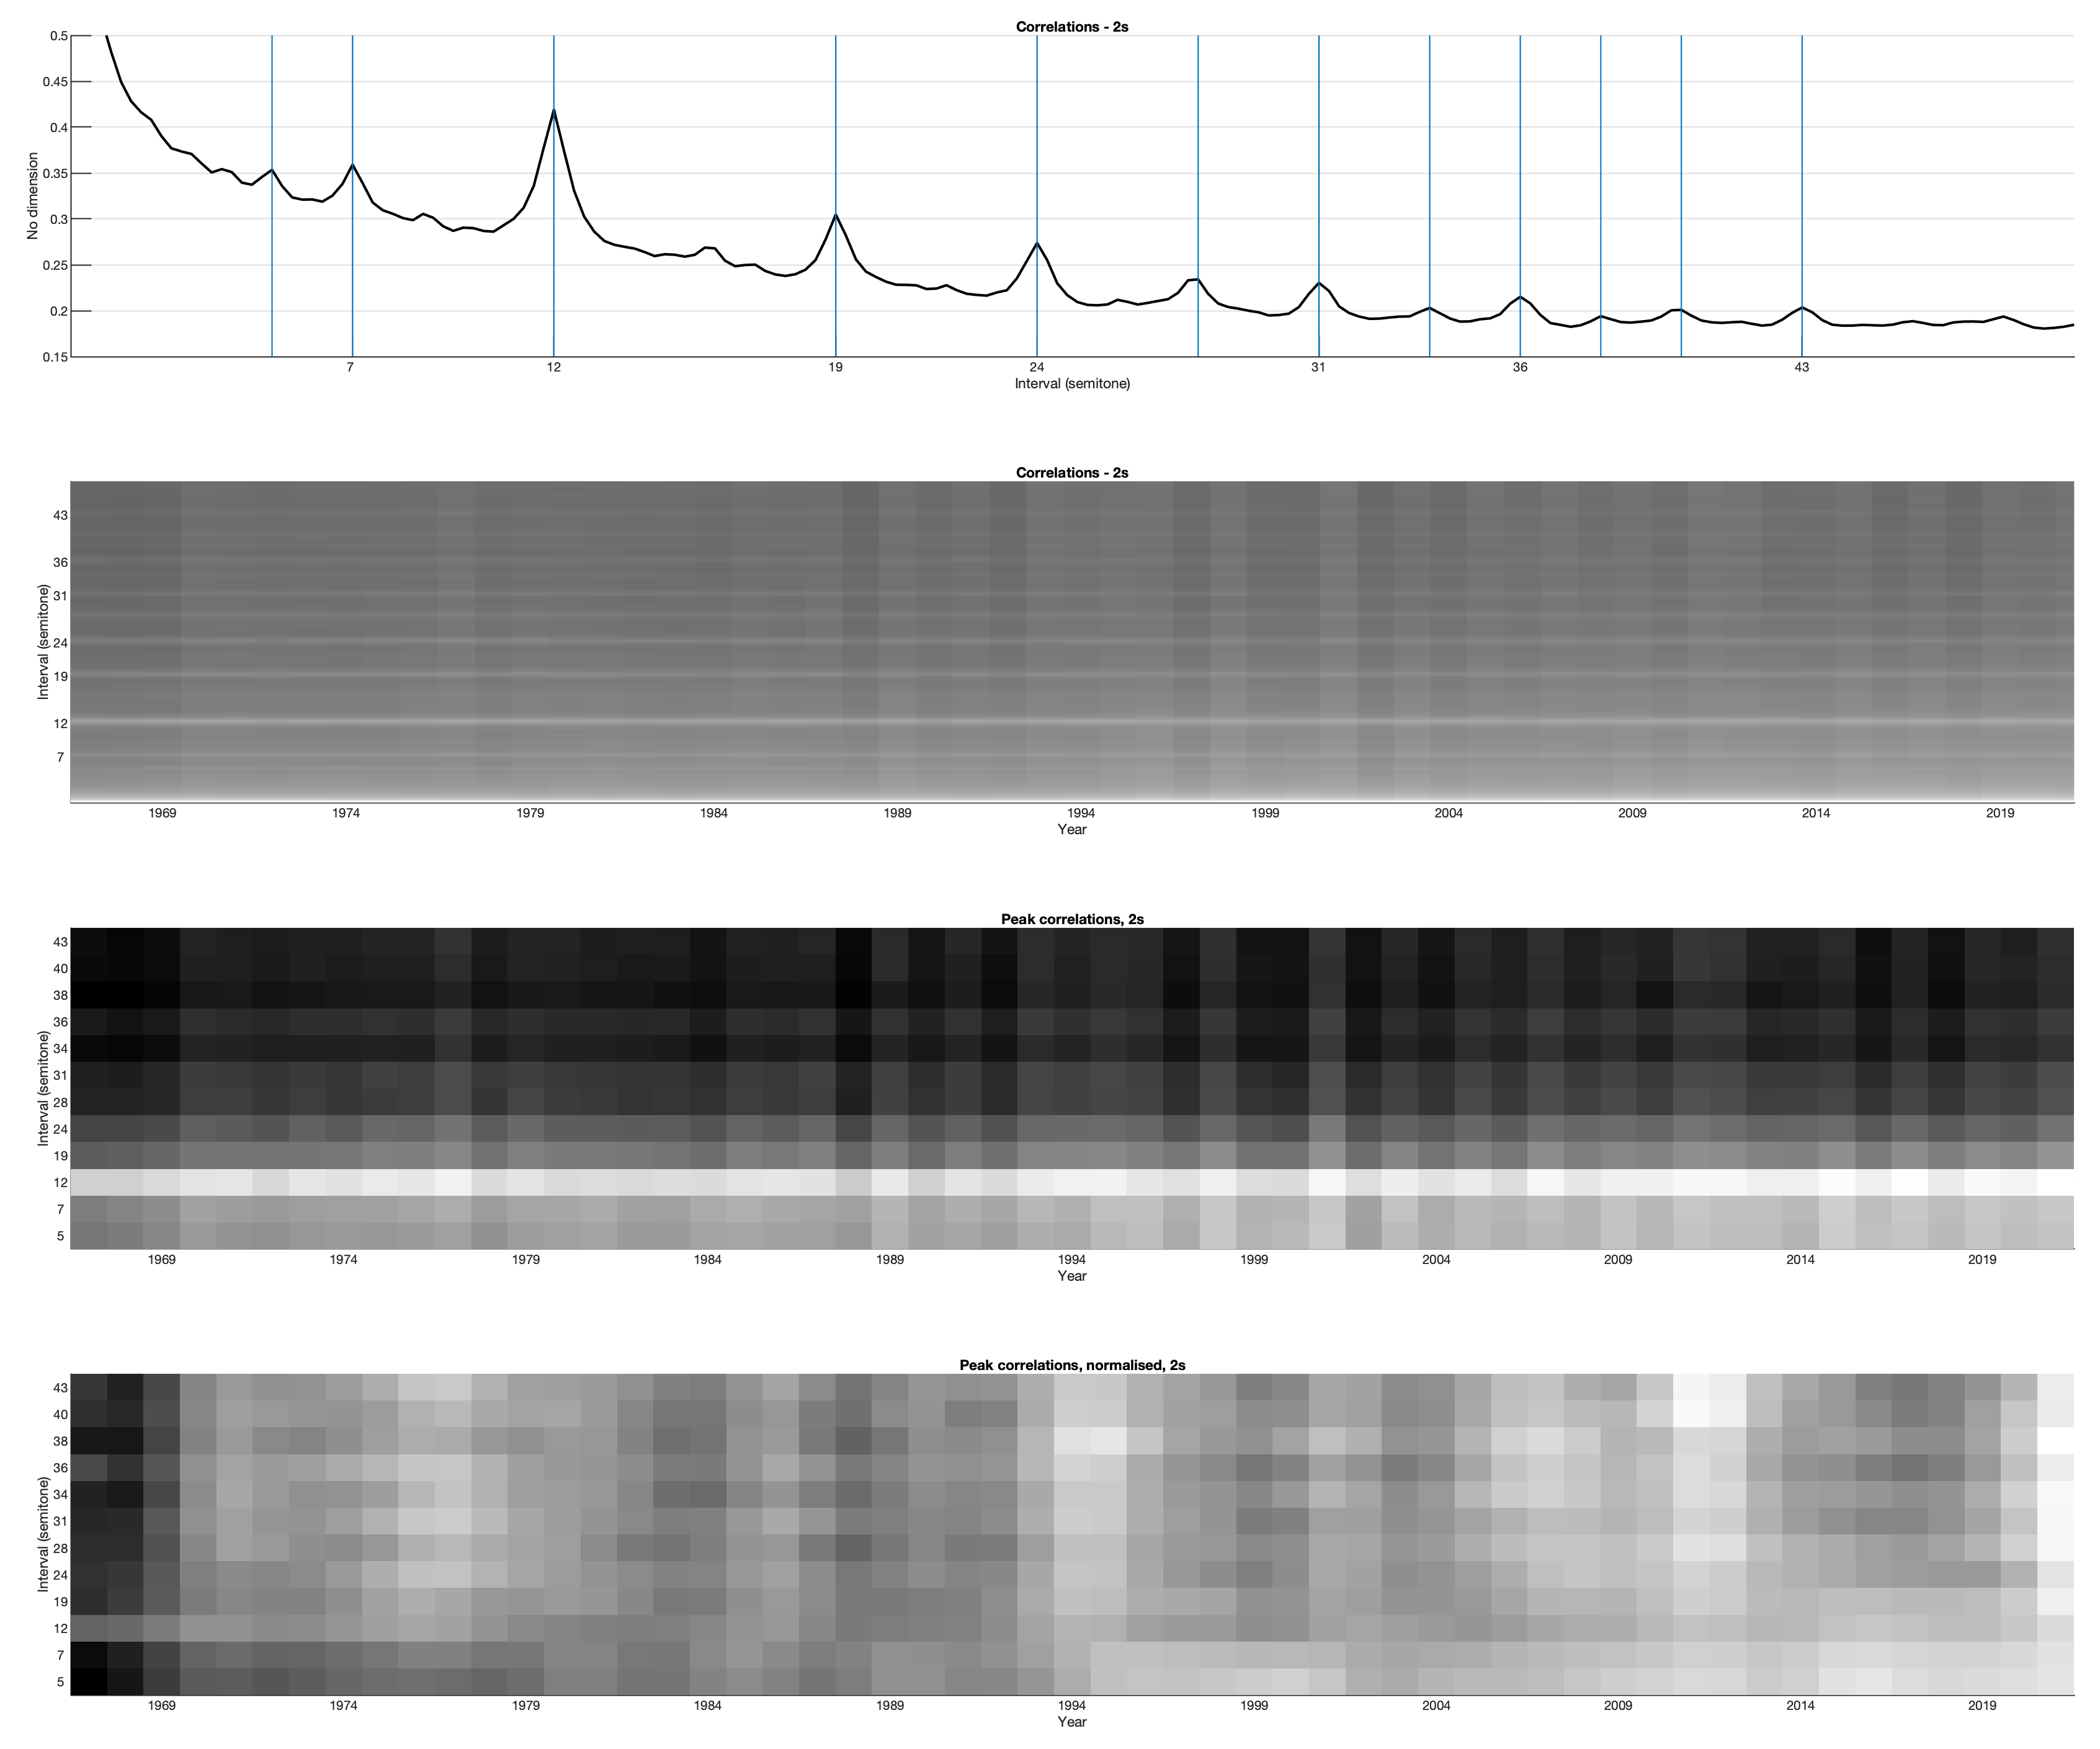 Correlations - 2s
0.5
0.45
0.4
0.35
0.3
0.25
0.2
0.15
No dimension
7 12 19 24 31 36 43
Interval (semitone)
Correlations - 2s
43
36
31
24
19
12
7
Interval (semitone)
1969 1974 1979 1984 1989 1994 1999 2004 2009 2014 2019
Year
Peak correlations, 2s
43
40
38
36
34
31
28
24
19
12
7
5
Interval (semitone)
1969 1974 1979 1984 1989 1994 1999 2004 2009 2014 2019
Year
Peak correlations, normalised, 2s
43
40
38
36
34
31
28
24
19
12
7
5
Interval (semitone)
1969 1974 1979 1984 1989 1994 1999 2004 2009 2014 2019
Year